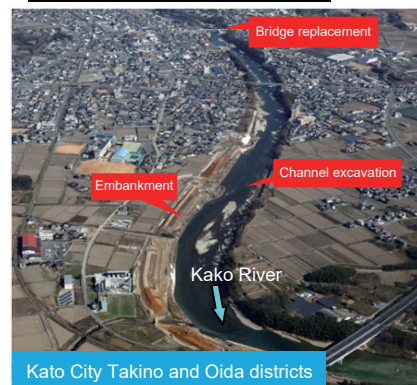 Bridge replacement
Channel excavation
Embankment
Kako River
Kato City Takino and Oida districts